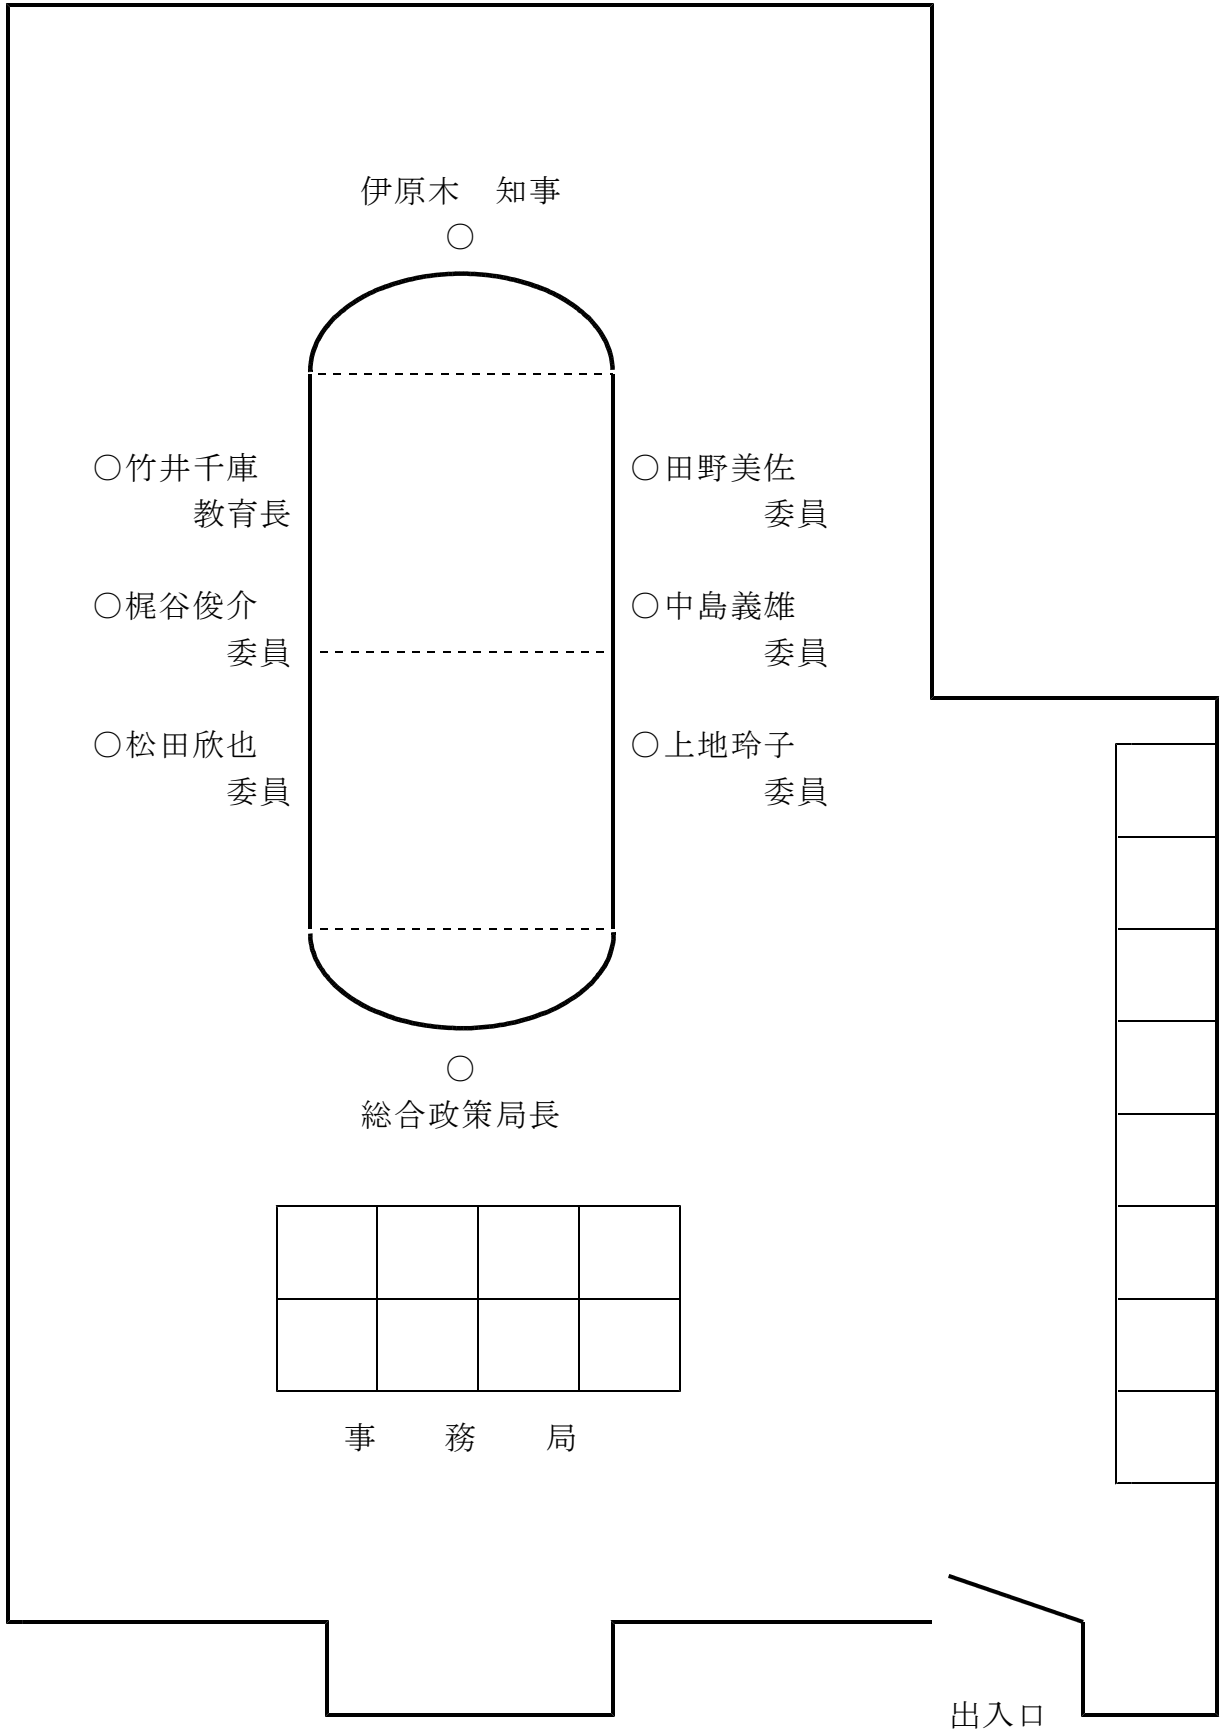 伊原木　知事
○
○竹井千庫
教育長
○田野美佐
委員
○梶谷俊介
委員
○中島義雄
委員
○松田欣也
委員
○上地玲子
委員
○
総合政策局長
事　務　局
出入口